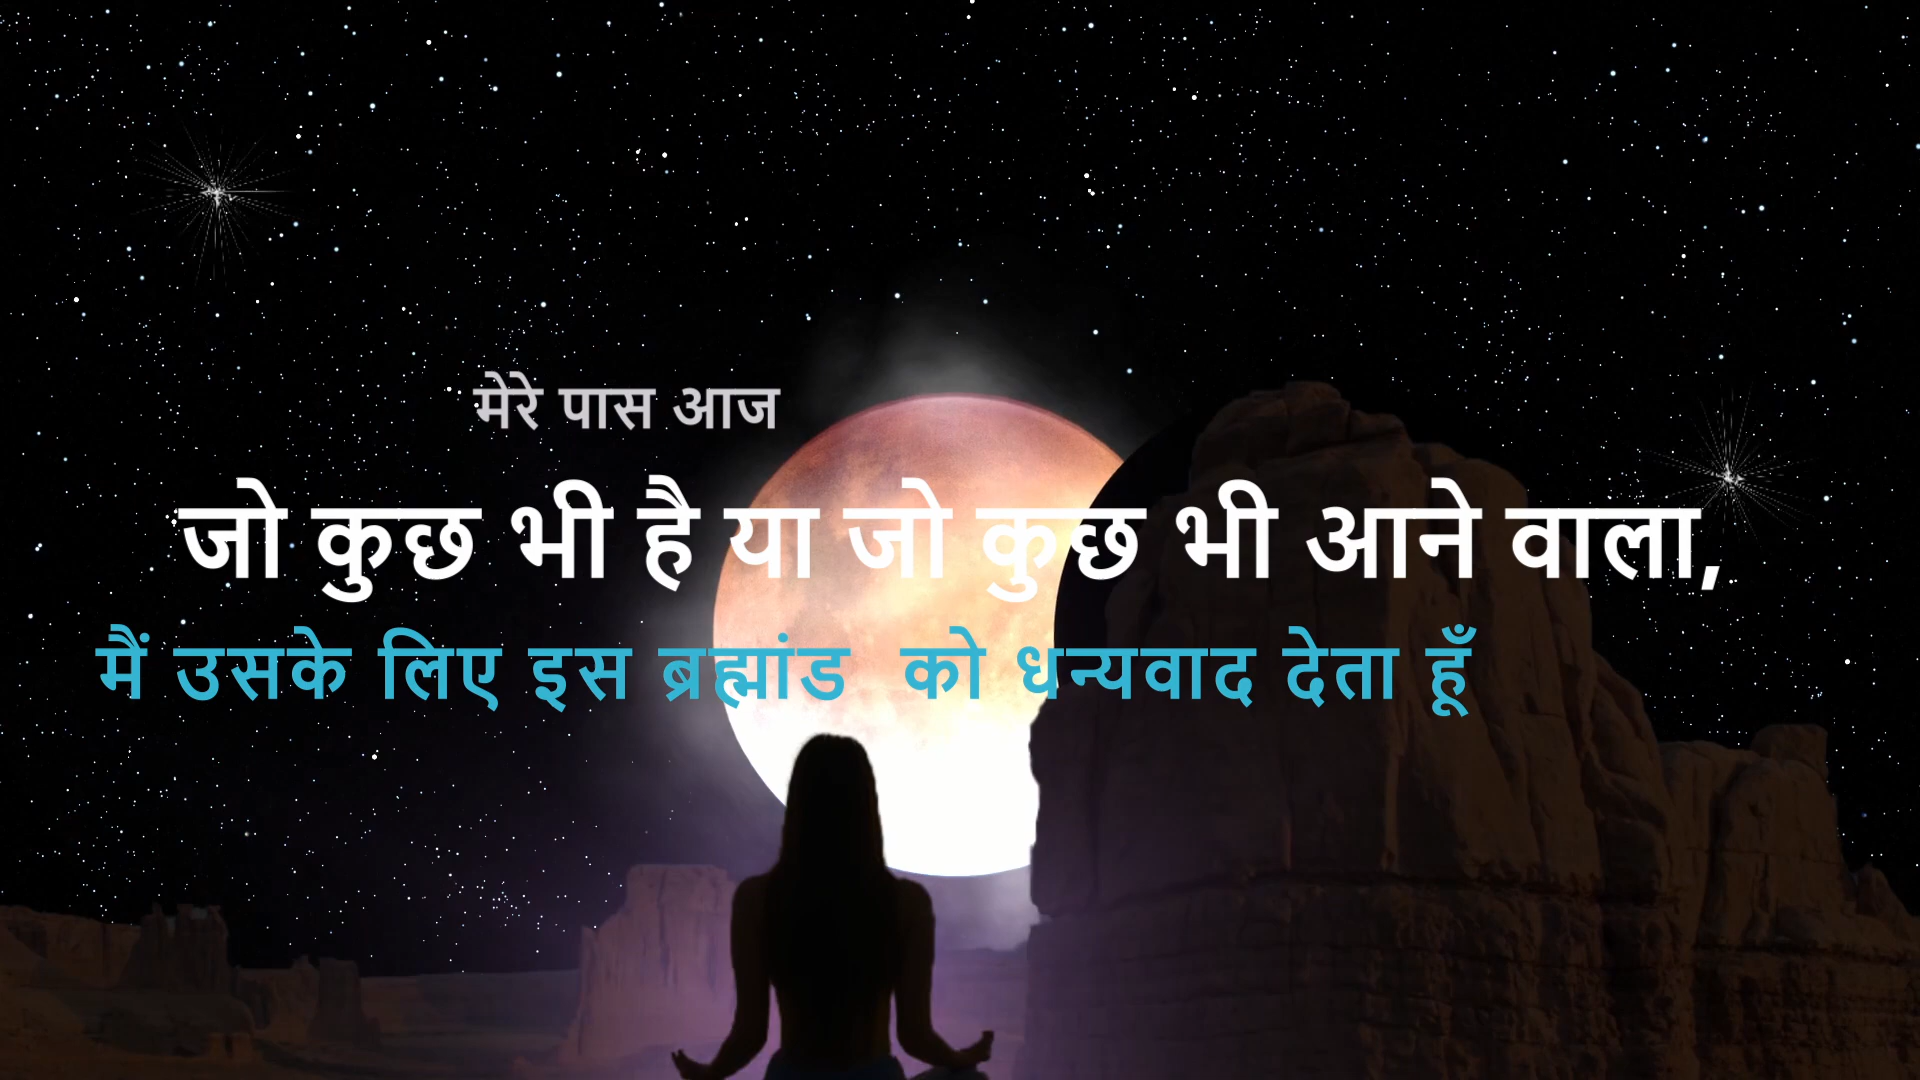 मेरे पास आज
जो कुछ भी है या जो कुछ भी आने वाला,
मैं उसके लिए इस ब्रह्मांड को धन्यवाद देता हूँ